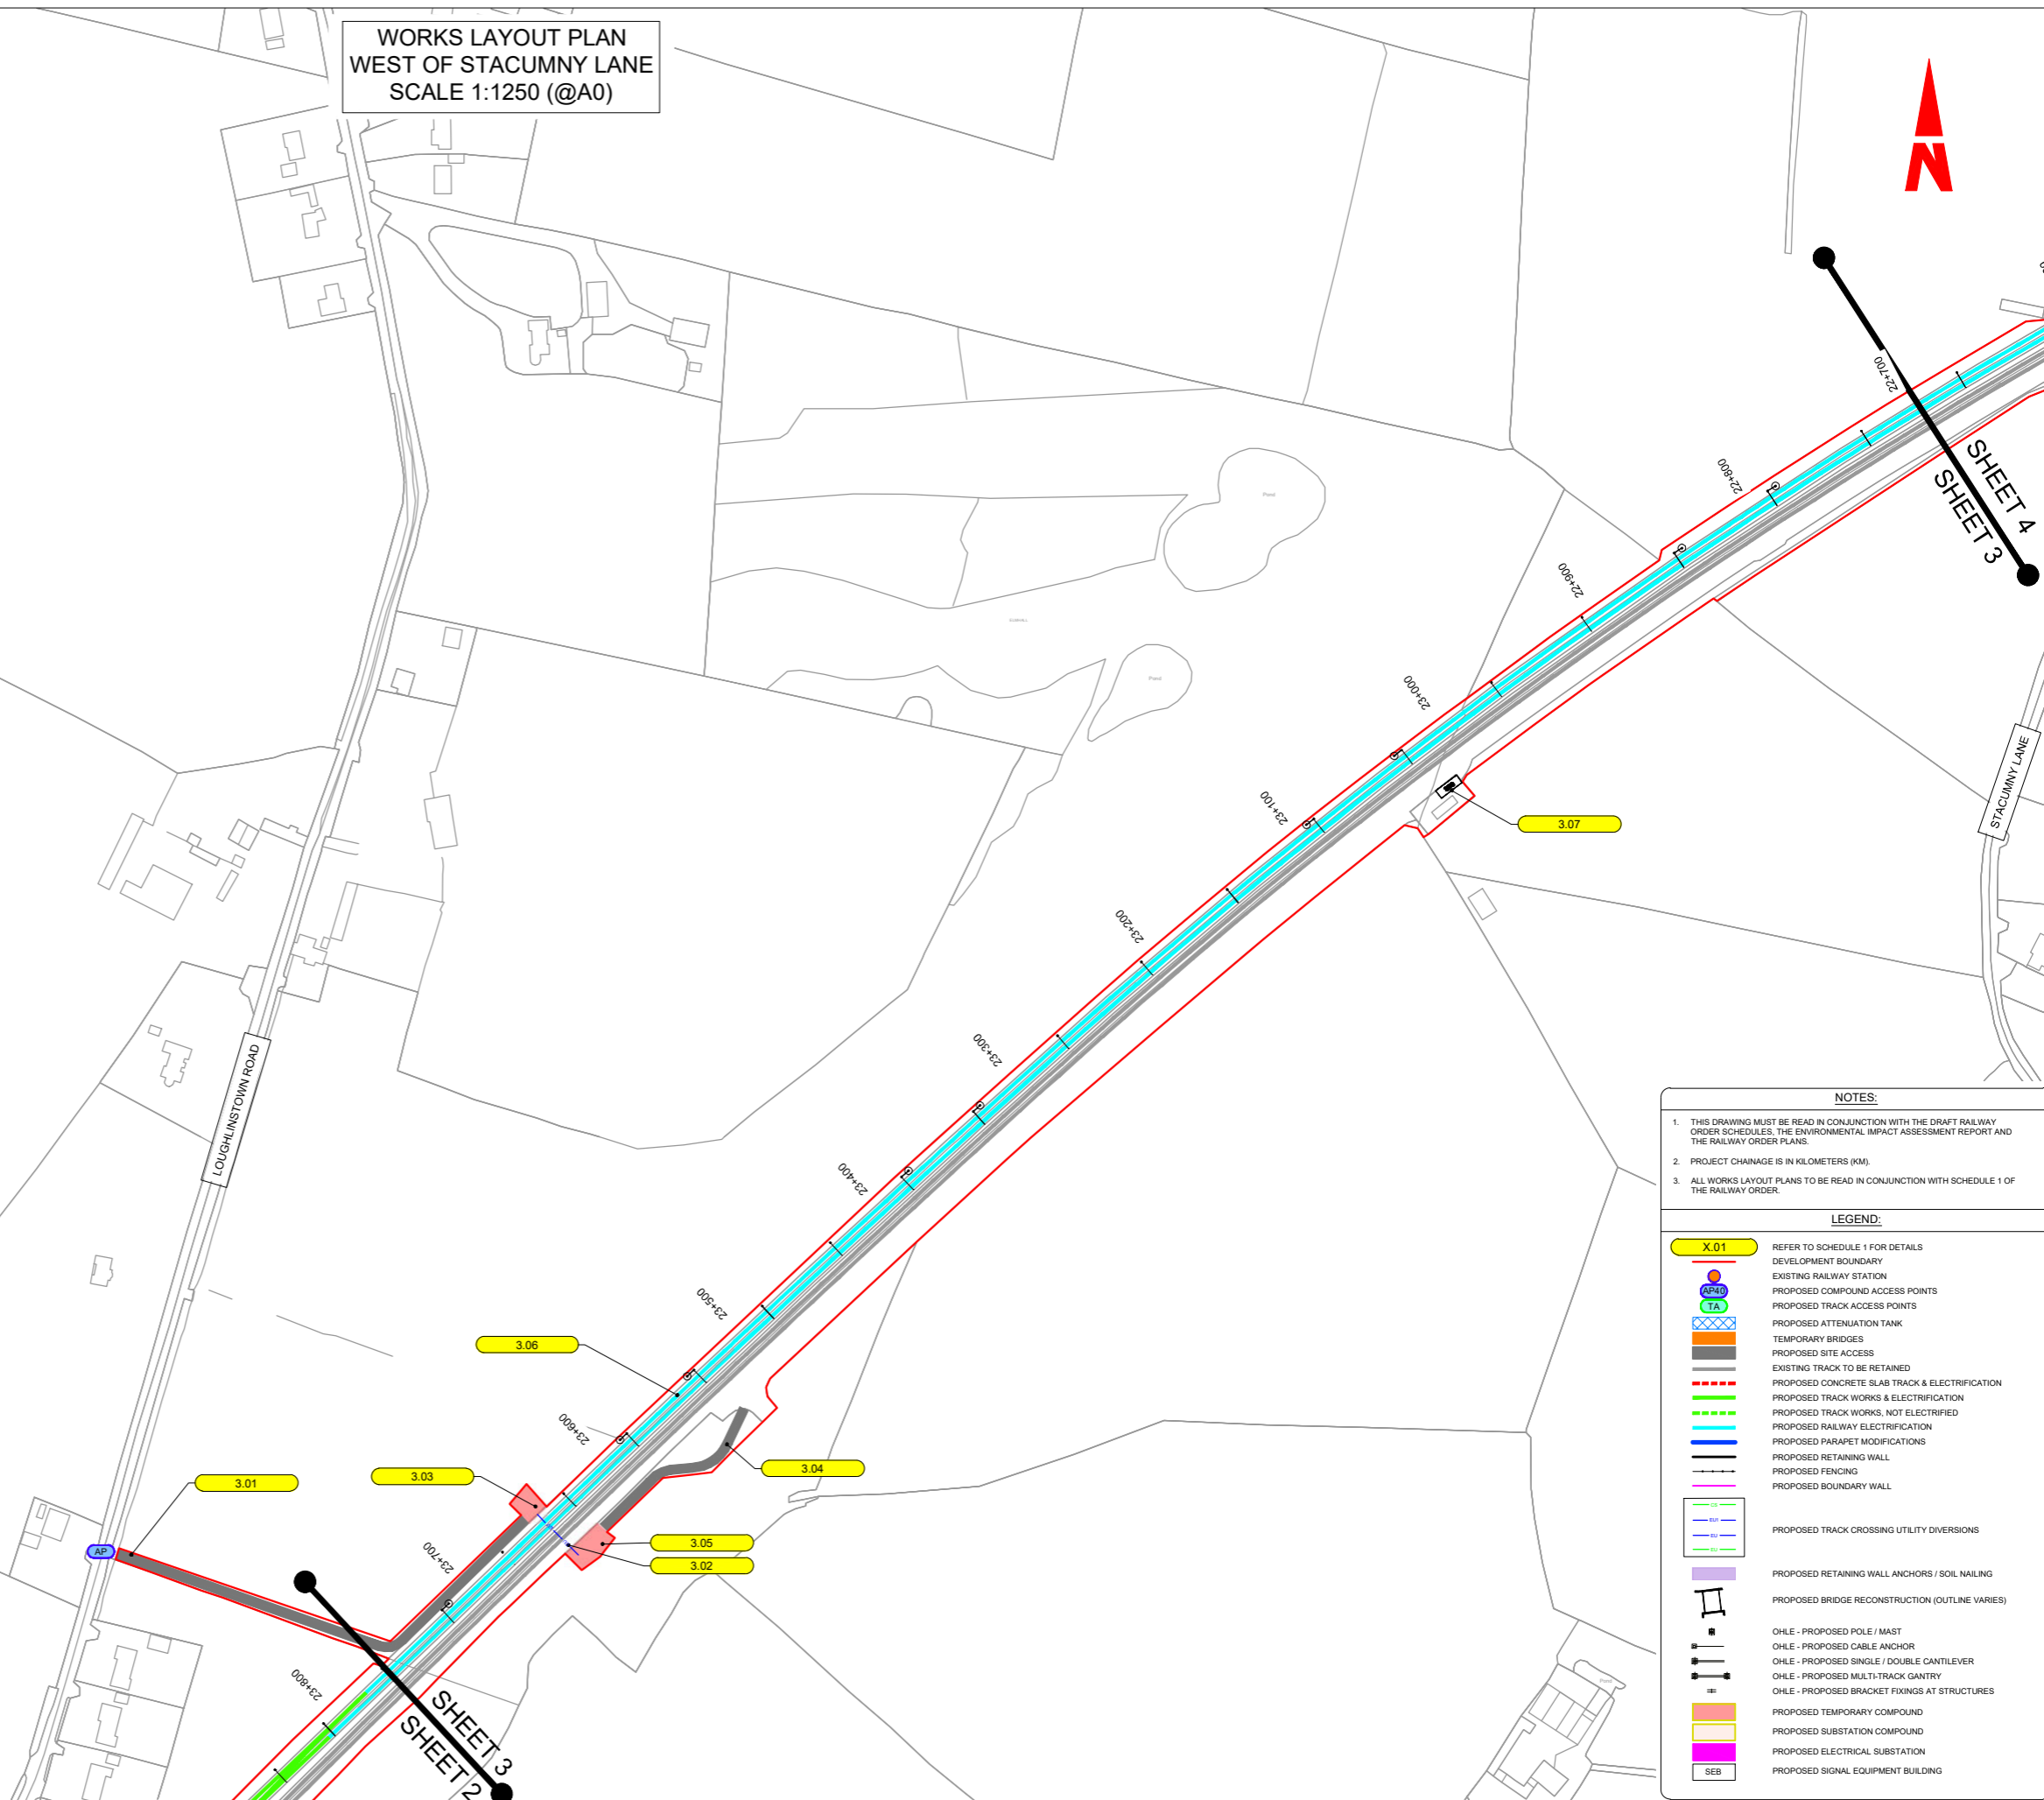 WORKS LAYOUT PLAN
WEST OF STACUMNY LANE
SCALE 1:1250 (@A0)
N
22+700
SHEET 4
SHEET 3
22+800
22+900
Pond
Pond
23+000
STACUMNY LANE
23+100
3.07
23+200
23+300
LOUGHLINSTOWN ROAD
23+400
23+500
3.06
23+600
3.04
3.03
3.01
3.05
3.02
AP
23+700
23+800
SHEET 3
SHEET 2
Pond
NOTES:
1. THIS DRAWING MUST BE READ IN CONJUNCTION WITH THE DRAFT RAILWAY
ORDER SCHEDULES, THE ENVIRONMENTAL IMPACT ASSESSMENT REPORT AND
THE RAILWAY ORDER PLANS.
2. PROJECT CHAINAGE IS IN KILOMETERS (KM).
3. ALL WORKS LAYOUT PLANS TO BE READ IN CONJUNCTION WITH SCHEDULE 1 OF
THE RAILWAY ORDER.
LEGEND:
X.01 REFER TO SCHEDULE 1 FOR DETAILS
DEVELOPMENT BOUNDARY
EXISTING RAILWAY STATION
AP40 PROPOSED COMPOUND ACCESS POINTS
TA PROPOSED TRACK ACCESS POINTS
PROPOSED ATTENUATION TANK
TEMPORARY BRIDGES
PROPOSED SITE ACCESS
EXISTING TRACK TO BE RETAINED
PROPOSED CONCRETE SLAB TRACK & ELECTRIFICATION
PROPOSED TRACK WORKS & ELECTRIFICATION
PROPOSED TRACK WORKS, NOT ELECTRIFIED
PROPOSED RAILWAY ELECTRIFICATION
PROPOSED PARAPET MODIFICATIONS
PROPOSED RETAINING WALL
PROPOSED FENCING
PROPOSED BOUNDARY WALL
PROPOSED TRACK CROSSING UTILITY DIVERSIONS
PROPOSED RETAINING WALL ANCHORS / SOIL NAILING
PROPOSED BRIDGE RECONSTRUCTION (OUTLINE VARIES)
OHLE - PROPOSED POLE / MAST
OHLE - PROPOSED CABLE ANCHOR
OHLE - PROPOSED SINGLE / DOUBLE CANTILEVER
OHLE - PROPOSED MULTI-TRACK GANTRY
OHLE - PROPOSED BRACKET FIXINGS AT STRUCTURES
PROPOSED TEMPORARY COMPOUND
PROPOSED SUBSTATION COMPOUND
PROPOSED ELECTRICAL SUBSTATION
SEB PROPOSED SIGNAL EQUIPMENT BUILDING